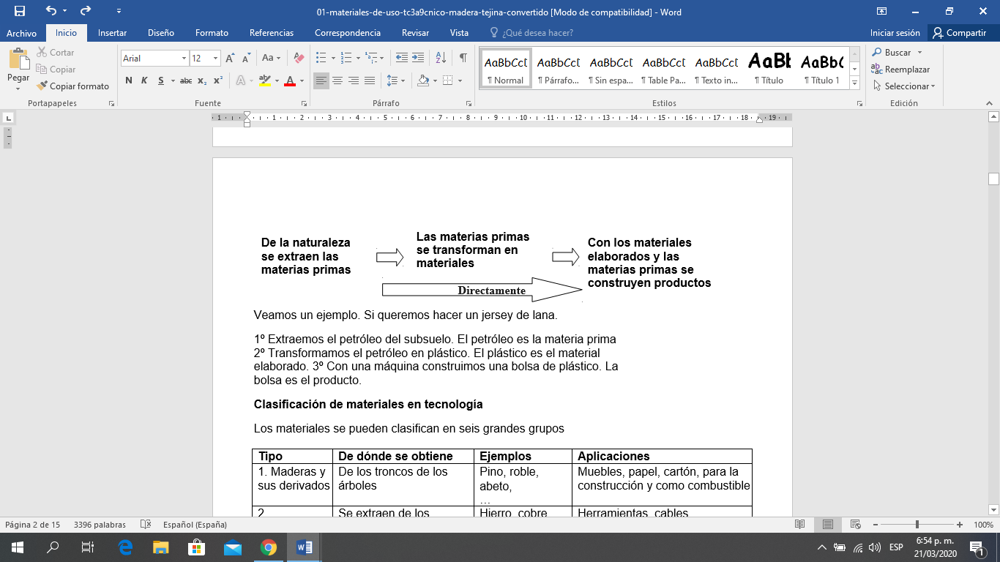 01-materiales-de-uso-tc3a9cnico-madera-tejina-convertido [Modo de compatibilidad] - Word
Archivo Inicio Insertar Diseño Formato Referencias Correspondencia Revisar Vista ¿Qué desea hacer? Iniciar sesión Compartir
Pegar
Cortar
Copiar
Copiar formato
Portapapeles
Arial 12
Aa
N K S abc x₂ x² A A
Fuente
Párrafo
AaBbCcI AaBbCcI AaBbCcI AaBbCcI AaBbCcI AaBb AaBbC
¶ Normal ¶ Párrafo... ¶ Sin espa... ¶ Table Pa... ¶ Texto in... ¶ Título ¶ Título 1
Estilos
Buscar
Reemplazar
Seleccionar
Edición
1 1 2 3 4 5 6 7 8 9 10 11 12 13 14 15 16 17 18 19
De la naturaleza
se extraen las
materias primas
Las materias primas
se transforman en
materiales
Con los materiales
elaborados y las
materias primas se
construyen productos
Directamente
Veamos un ejemplo. Si queremos hacer un jersey de lana.
1º Extraemos el petróleo del subsuelo. El petróleo es la materia prima
2º Transformamos el petróleo en plástico. El plástico es el material
elaborado. 3º Con una máquina construimos una bolsa de plástico. La
bolsa es el producto.
Clasificación de materiales en tecnología
Los materiales se pueden clasifican en seis grandes grupos
Tipo De dónde se obtiene Ejemplos Aplicaciones
1. Maderas y
sus derivados
De los troncos de los
árboles
Pino, roble,
abeto,
…
Muebles, papel, cartón, para la
construcción y como combustible
2. Se extraen de los Hierro, cobre Herramientas, cables
Página 2 de 15 3396 palabras Español (España) 100%
ESP
6:54 p. m.
21/03/2020
1